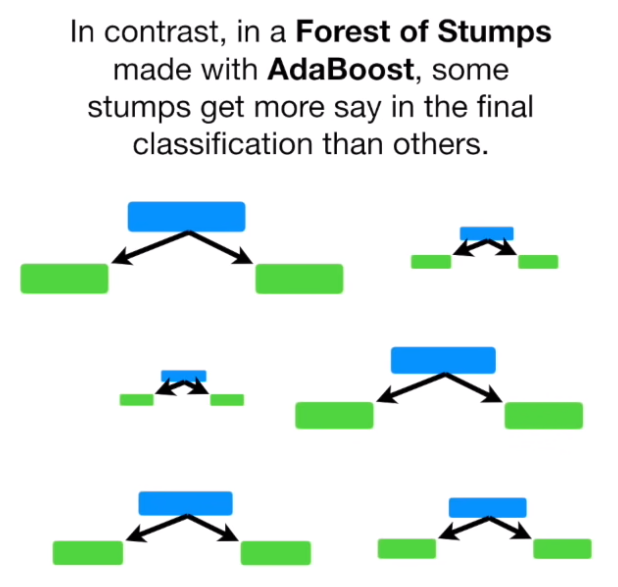 In contrast, in a Forest of Stumps
made with AdaBoost, some
stumps get more say in the final
classification than others.